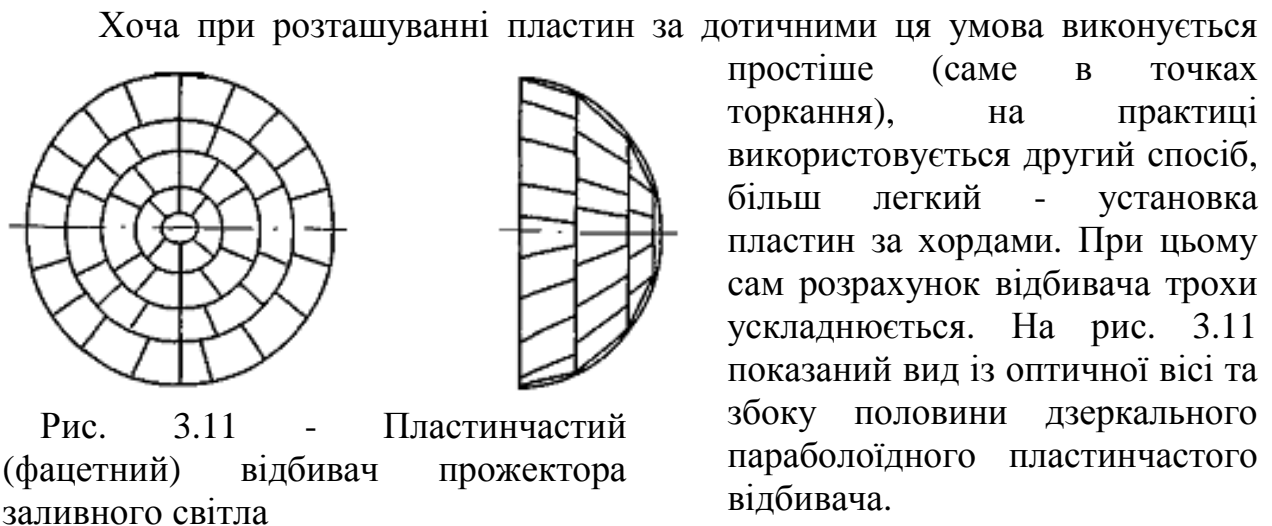 Хоча при розташуванні пластин за дотичними ця умова виконується
простіше (саме в точках
торкання), на практиці
використовується другий спосіб,
більш легкий - установка
пластин за хордами. При цьому
сам розрахунок відбивача трохи
ускладнюється. На рис. 3.11
показаний вид із оптичної вісі та
збоку половини дзеркального
параболоїдного пластинчастого
відбивача.
Рис. 3.11 - Пластинчастий
(фацетний) відбивач прожектора
заливного світла